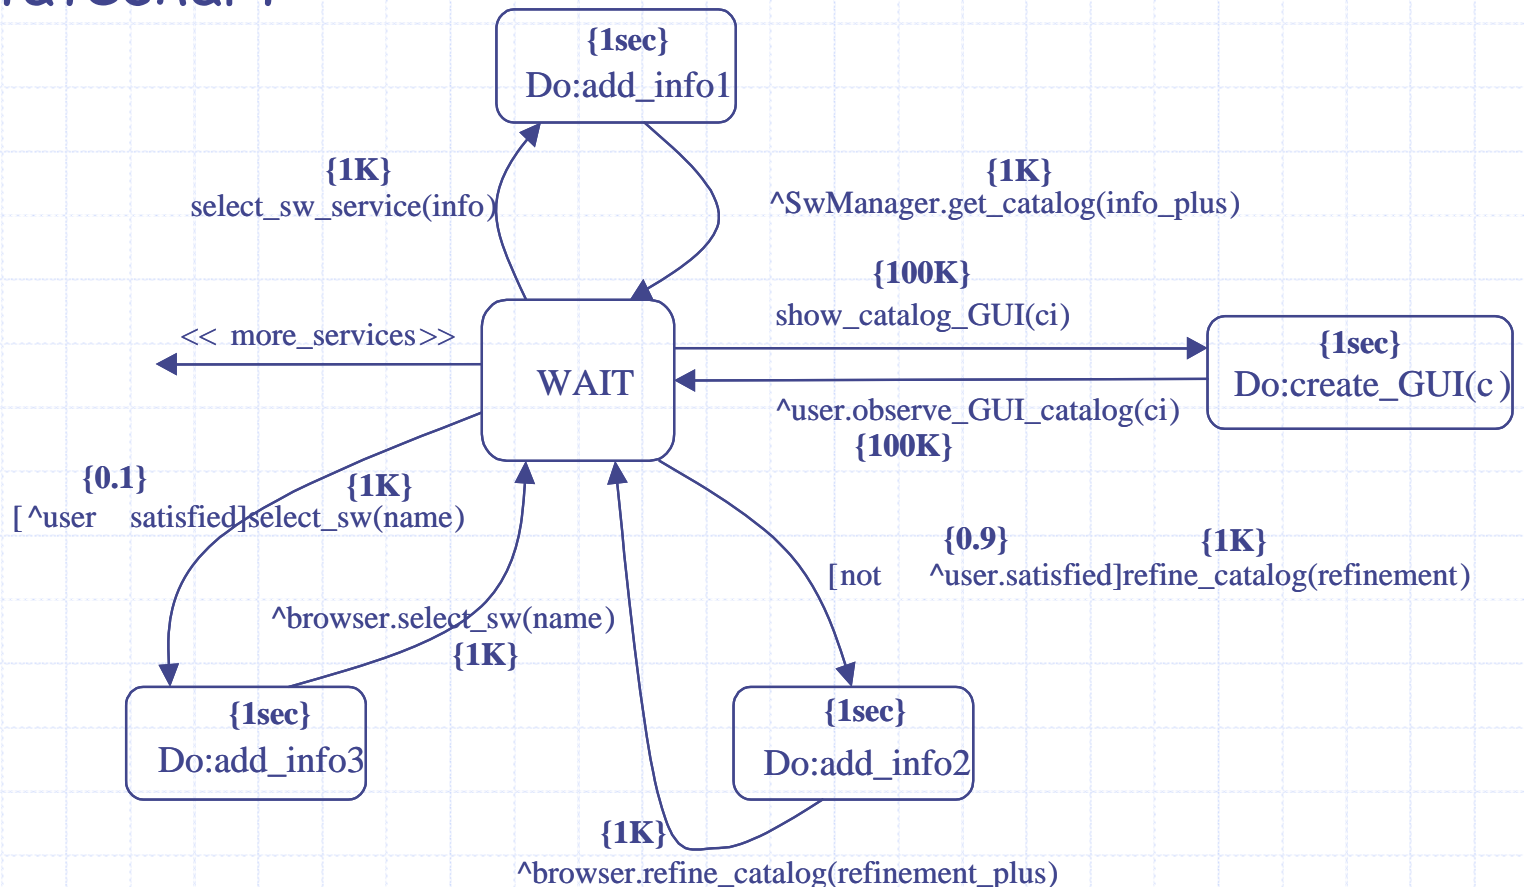 {1sec}
Do:add_info1
{1K}
select_sw_service(info)
{1K}
^SwManager.get_catalog(info_plus)
{100K}
show_catalog_GUI(ci)
<< more_services>>
WAIT
{1sec}
Do:create_GUI(c)
^user.observe_GUI_catalog(ci)
{100K}
{0.1} {1K}
[ ^user satisfied]select_sw(name)
{0.9} {1K}
[not ^user.satisfied]refine_catalog(refinement)
^browser.select_sw(name)
{1K}
{1sec}
Do:add_info3
{1sec}
Do:add_info2
{1K}
^browser.refine_catalog(refinement_plus)